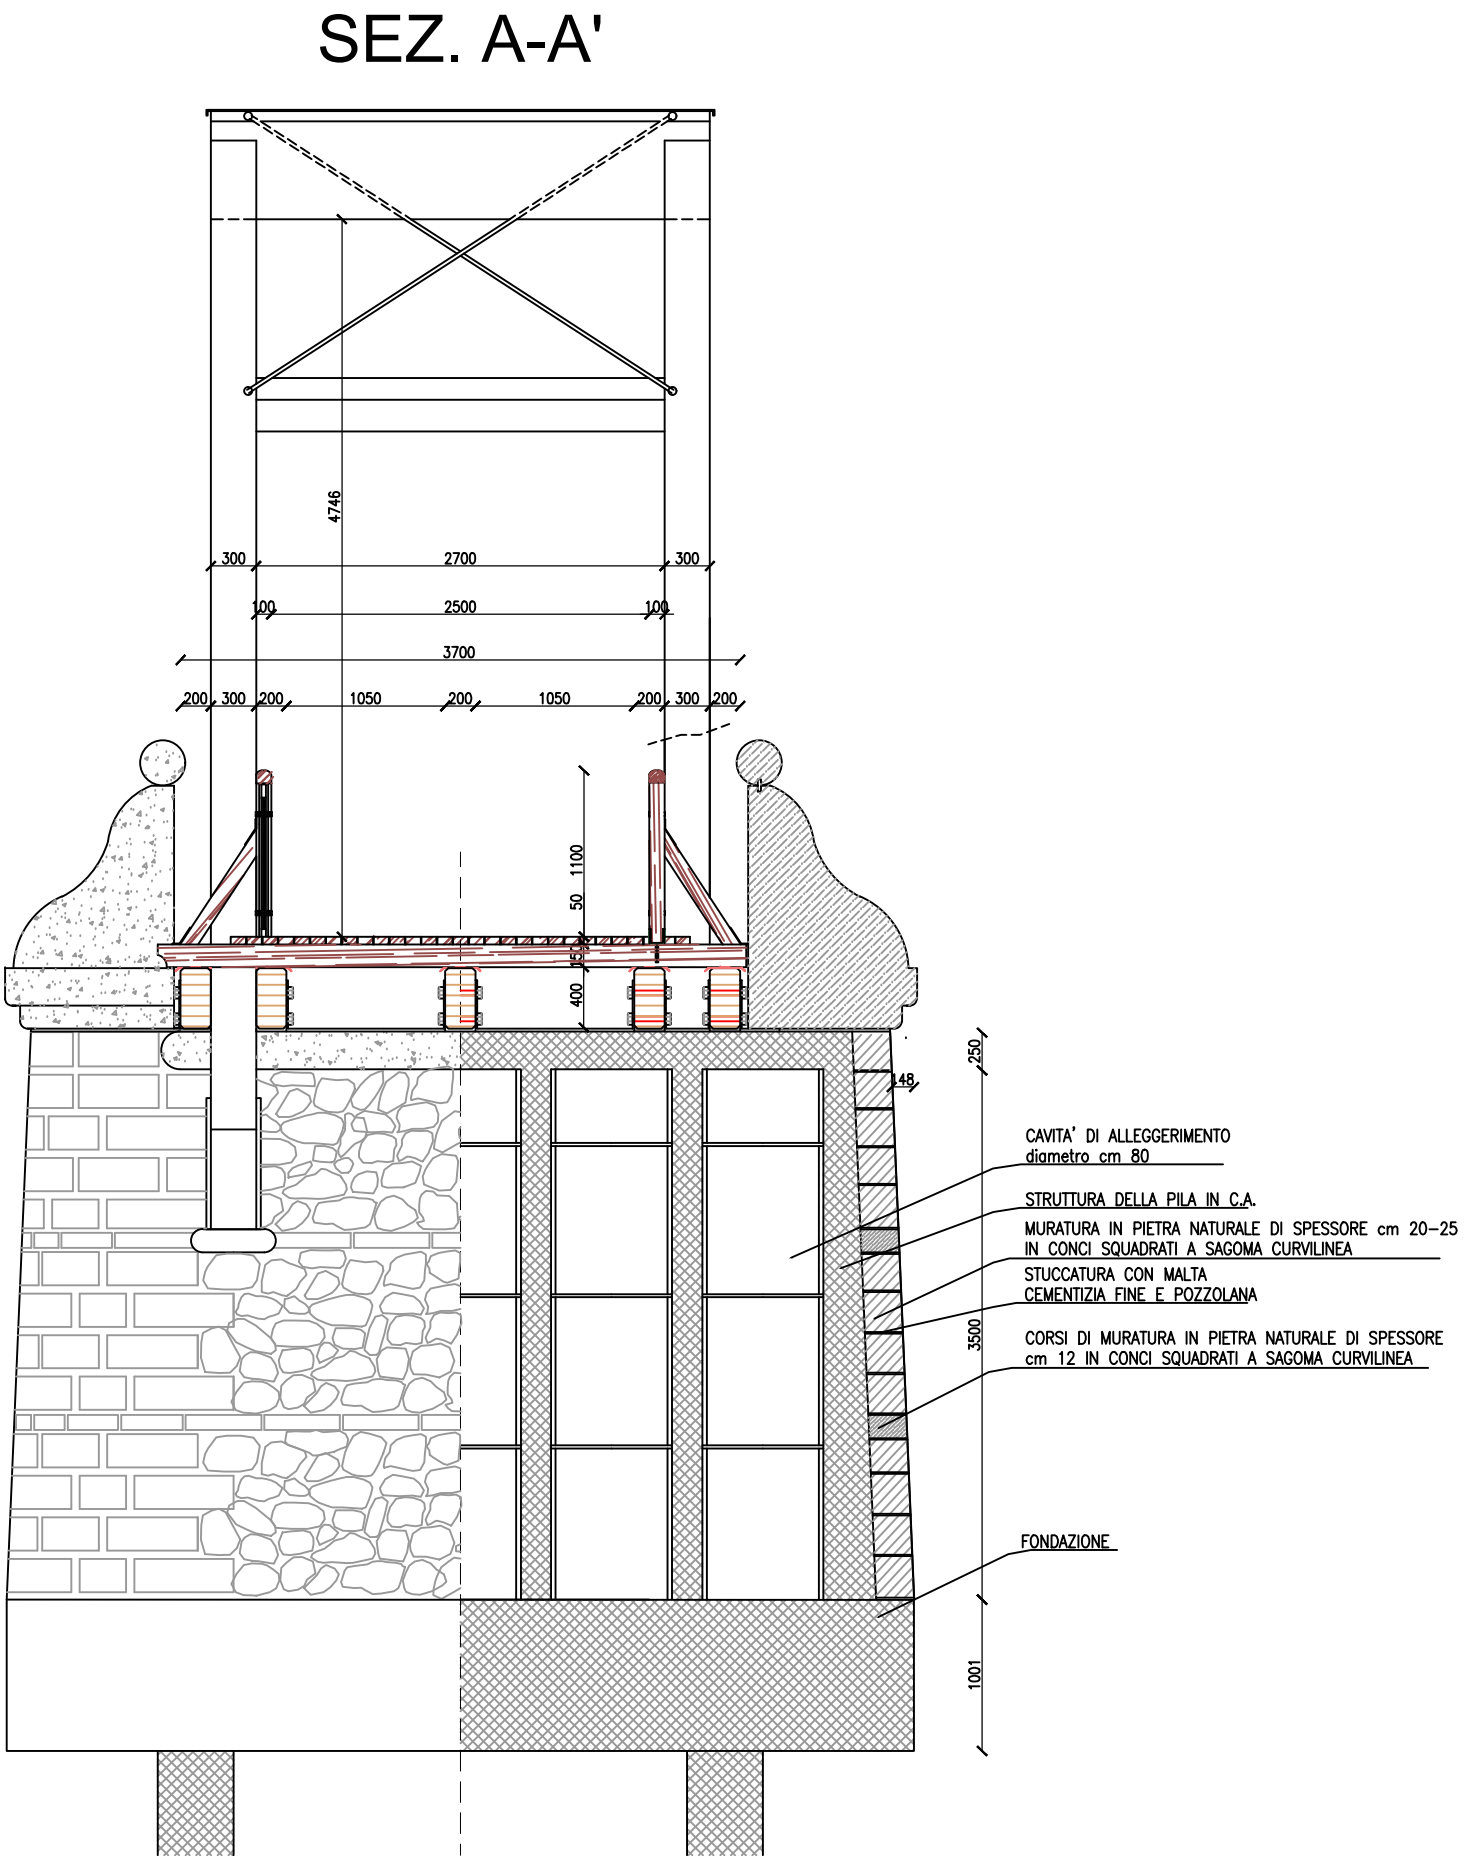 SEZ. A-A'
4746
300
2700
300
100
2500
100
3700
200
300
200
1050
200
1050
200
300
200
1100
50
150
400
250
148
CAVITA' DI ALLEGGERIMENTO
diametro cm 80
STRUTTURA DELLA PILA IN C.A.
MURATURA IN PIETRA NATURALE DI SPESSORE cm 20-25
IN CONCI SQUADRATI A SAGOMA CURVILINEA
STUCCATURA CON MALTA
CEMENTIZIA FINE E POZZOLANA
3500
CORSI DI MURATURA IN PIETRA NATURALE DI SPESSORE
cm 12 IN CONCI SQUADRATI A SAGOMA CURVILINEA
FONDAZIONE
1001